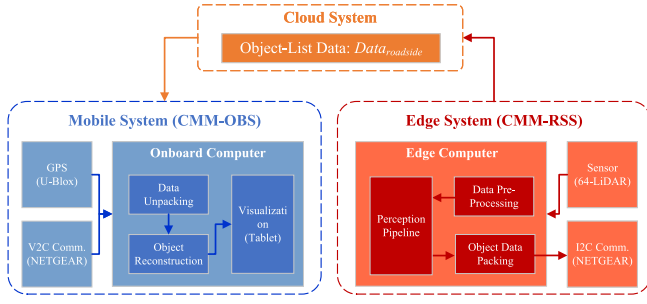 Cloud System
Object-List Data: Data_roadside
Mobile System (CMM-OBS)
GPS
(U-Blox)
V2C Comm.
(NETGEAR)
Onboard Computer
Data
Unpacking
Object
Reconstruction
Visualizati
on
(Tablet)
Edge System (CMM-RSS)
Edge Computer
Perception
Pipeline
Data Pre-
Processing
Object Data
Packing
Sensor
(64-LiDAR)
I2C Comm.
(NETGEAR)